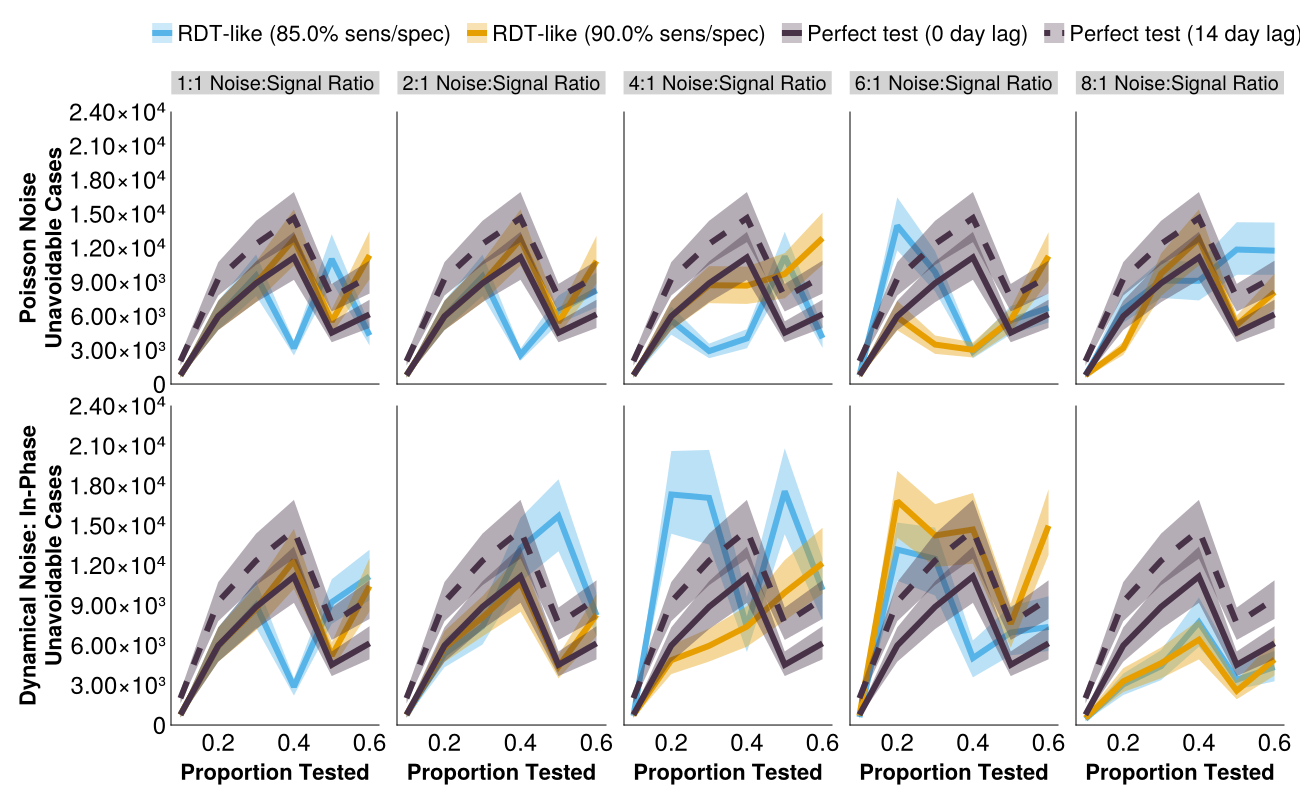 RDT-like (85.0% sens/spec) RDT-like (90.0% sens/spec) Perfect test (0 day lag) Perfect test (14 day lag)
1:1 Noise:Signal Ratio 2:1 Noise:Signal Ratio 4:1 Noise:Signal Ratio 6:1 Noise:Signal Ratio 8:1 Noise:Signal Ratio
Poisson Noise
Unavoidable Cases
2.40×10⁴
2.10×10⁴
1.80×10⁴
1.50×10⁴
1.20×10⁴
9.00×10³
6.00×10³
3.00×10³
0
Dynamical Noise: In-Phase
Unavoidable Cases
2.40×10⁴
2.10×10⁴
1.80×10⁴
1.50×10⁴
1.20×10⁴
9.00×10³
6.00×10³
3.00×10³
0
0.2 0.4 0.6 0.2 0.4 0.6 0.2 0.4 0.6 0.2 0.4 0.6 0.2 0.4 0.6
Proportion Tested Proportion Tested Proportion Tested Proportion Tested Proportion Tested